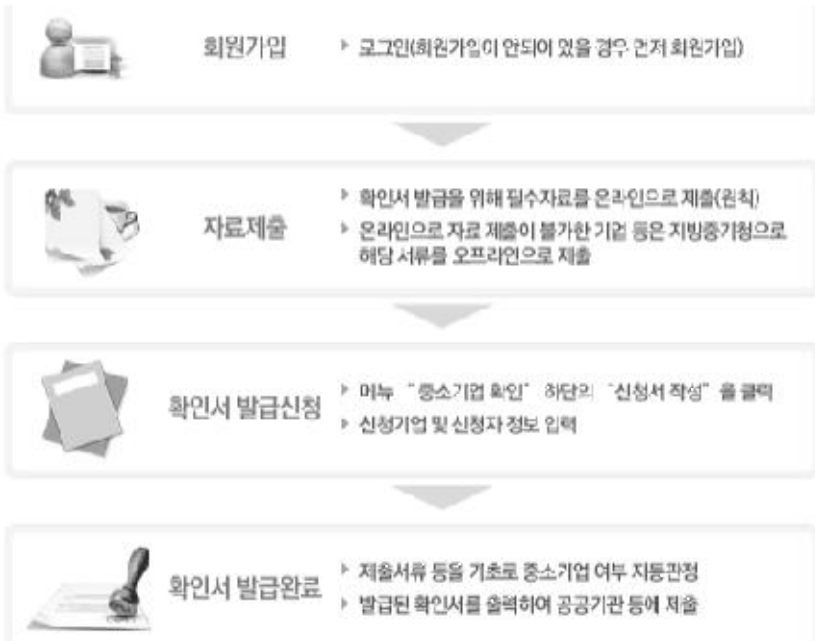 회원가입
로그인(회원가입이 안되어 있을 경우 먼저 회원가입)
자료제출
확인서 발급을 위해 필수자료를 온라인으로 제출(원칙)
온라인으로 자료 제출이 불가한 기업 등은 지방중기청으로
해당 서류를 오프라인으로 제출
확인서 발급신청
메뉴 “중소기업 확인” 하단의 “신청서 작성”을 클릭
신청기업 및 신청자 정보 입력
확인서 발급완료
제출서류 등을 기초로 중소기업 여부 자동판정
발급된 확인서를 출력하여 공공기관 등에 제출